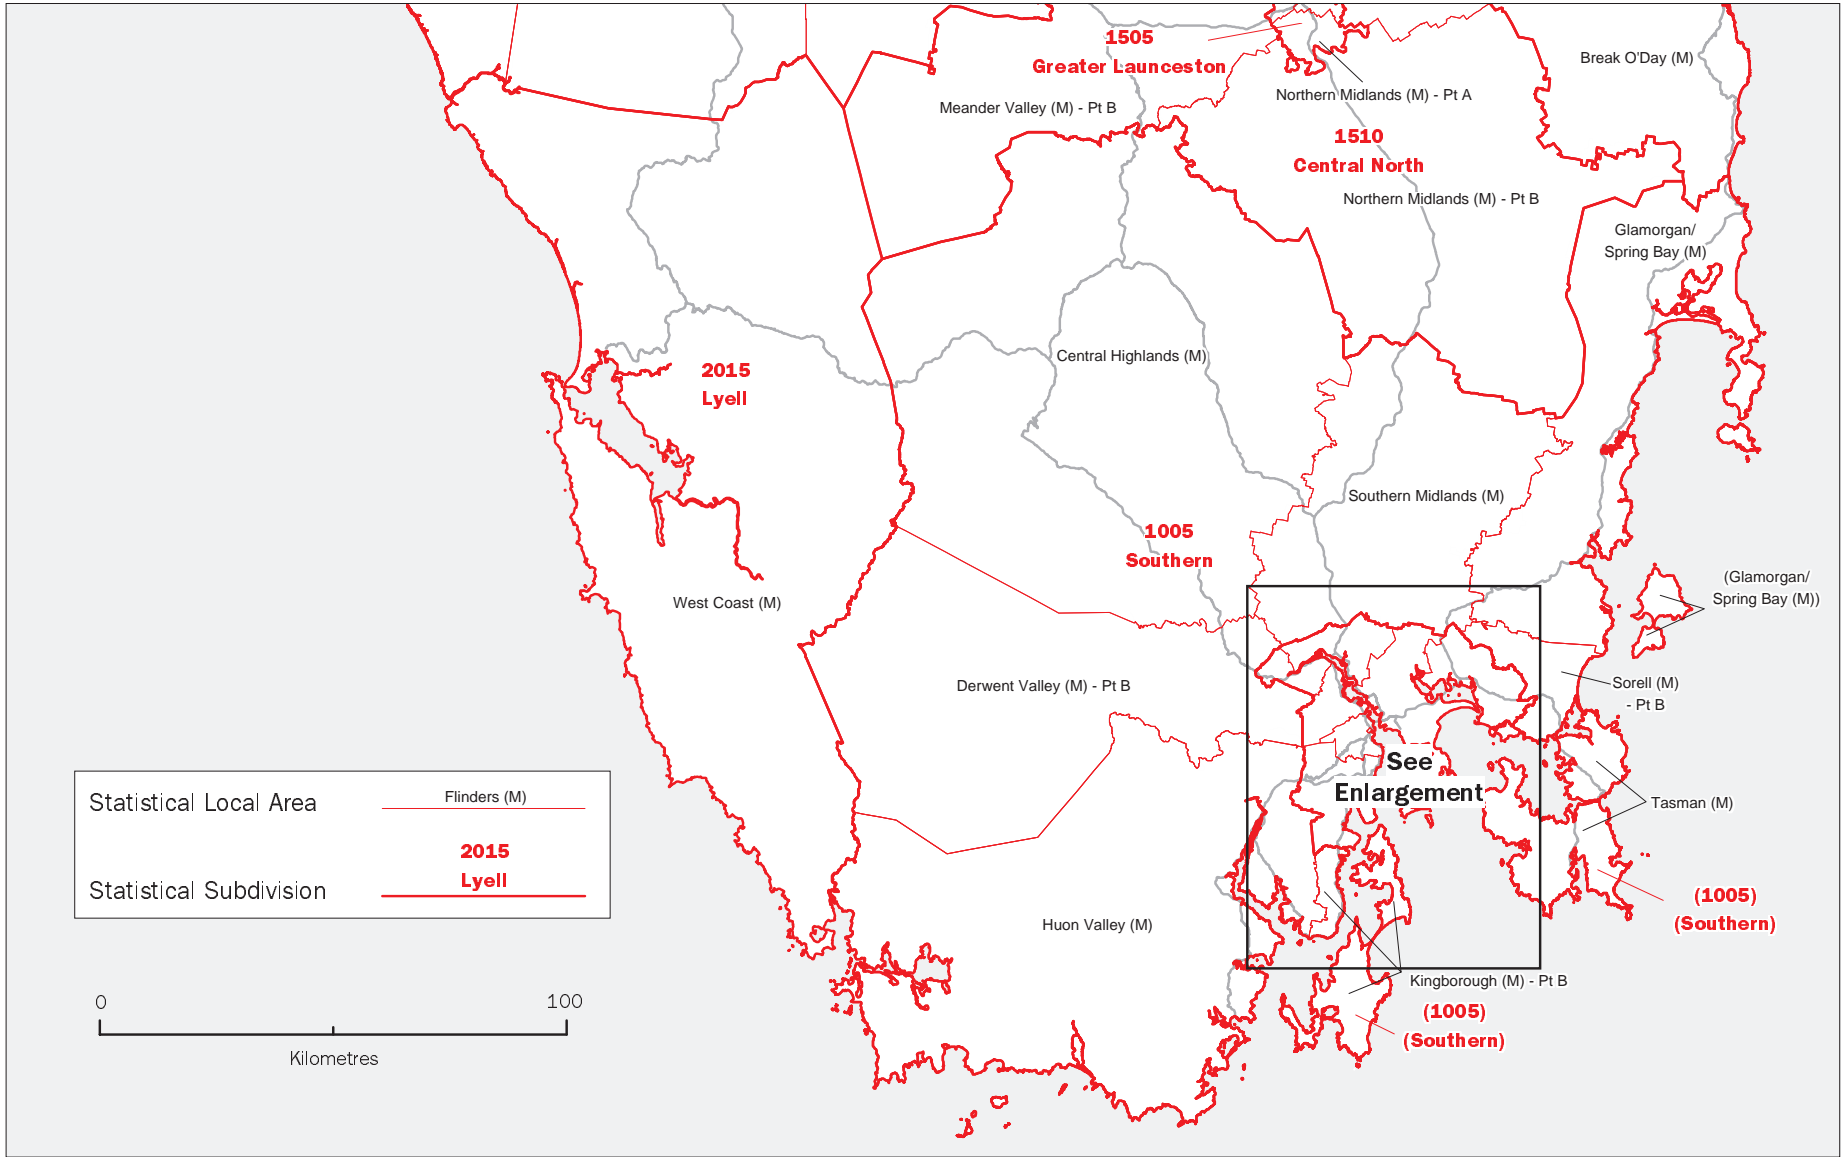 1505
Greater Launceston
Break O'Day (M)
Meander Valley (M) - Pt B
Northern Midlands (M) - Pt A
1510
Central North
Northern Midlands (M) - Pt B
Glamorgan/
Spring Bay (M)
Central Highlands (M)
2015
Lyell
Southern Midlands (M)
1005
Southern
(Glamorgan/
Spring Bay (M))
West Coast (M)
Derwent Valley (M) - Pt B
Sorell (M)
- Pt B
See
Enlargement
Tasman (M)
Statistical Local Area
Flinders (M)
2015
Lyell
Statistical Subdivision
(1005)
(Southern)
Huon Valley (M)
Kingborough (M) - Pt B
(1005)
(Southern)
0 100
Kilometres